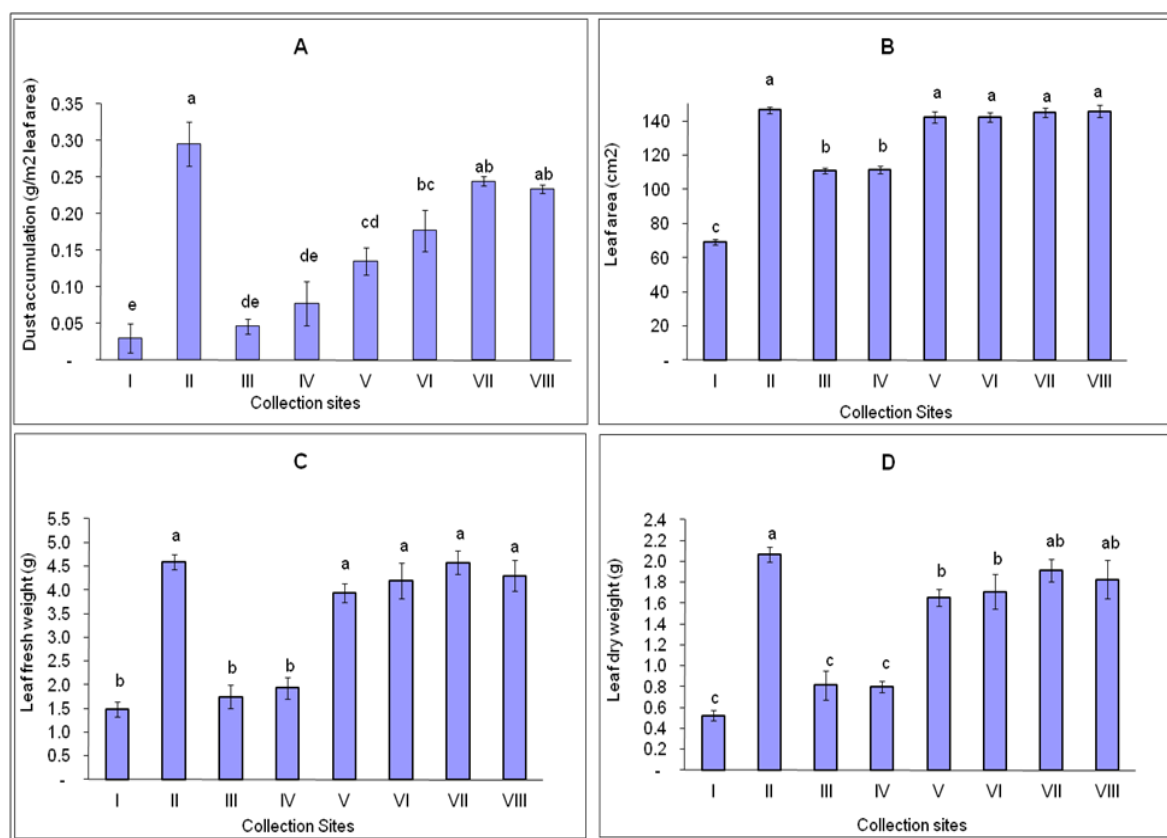 A
Dust accumulation (g/m2 leaf area)
0.35
0.30
0.25
0.20
0.15
0.10
0.05
-
e
a
de
de
cd
bc
ab
ab
I II III IV V VI VII VIII
Collection sites
B
Leaf area (cm2)
140
120
100
80
60
40
20
-
c
a
b
b
a
a
a
a
I II III IV V VI VII VIII
Collection Sites
C
Leaf fresh weight (g)
5.5
5.0
4.5
4.0
3.5
3.0
2.5
2.0
1.5
1.0
0.5
-
b
a
b
b
a
a
a
a
I II III IV V VI VII VIII
Collection Sites
D
Leaf dry weight (g)
2.4
2.2
2.0
1.8
1.6
1.4
1.2
1.0
0.8
0.6
0.4
0.2
-
c
a
c
c
b
b
ab
ab
I II III IV V VI VII VIII
Collection sites